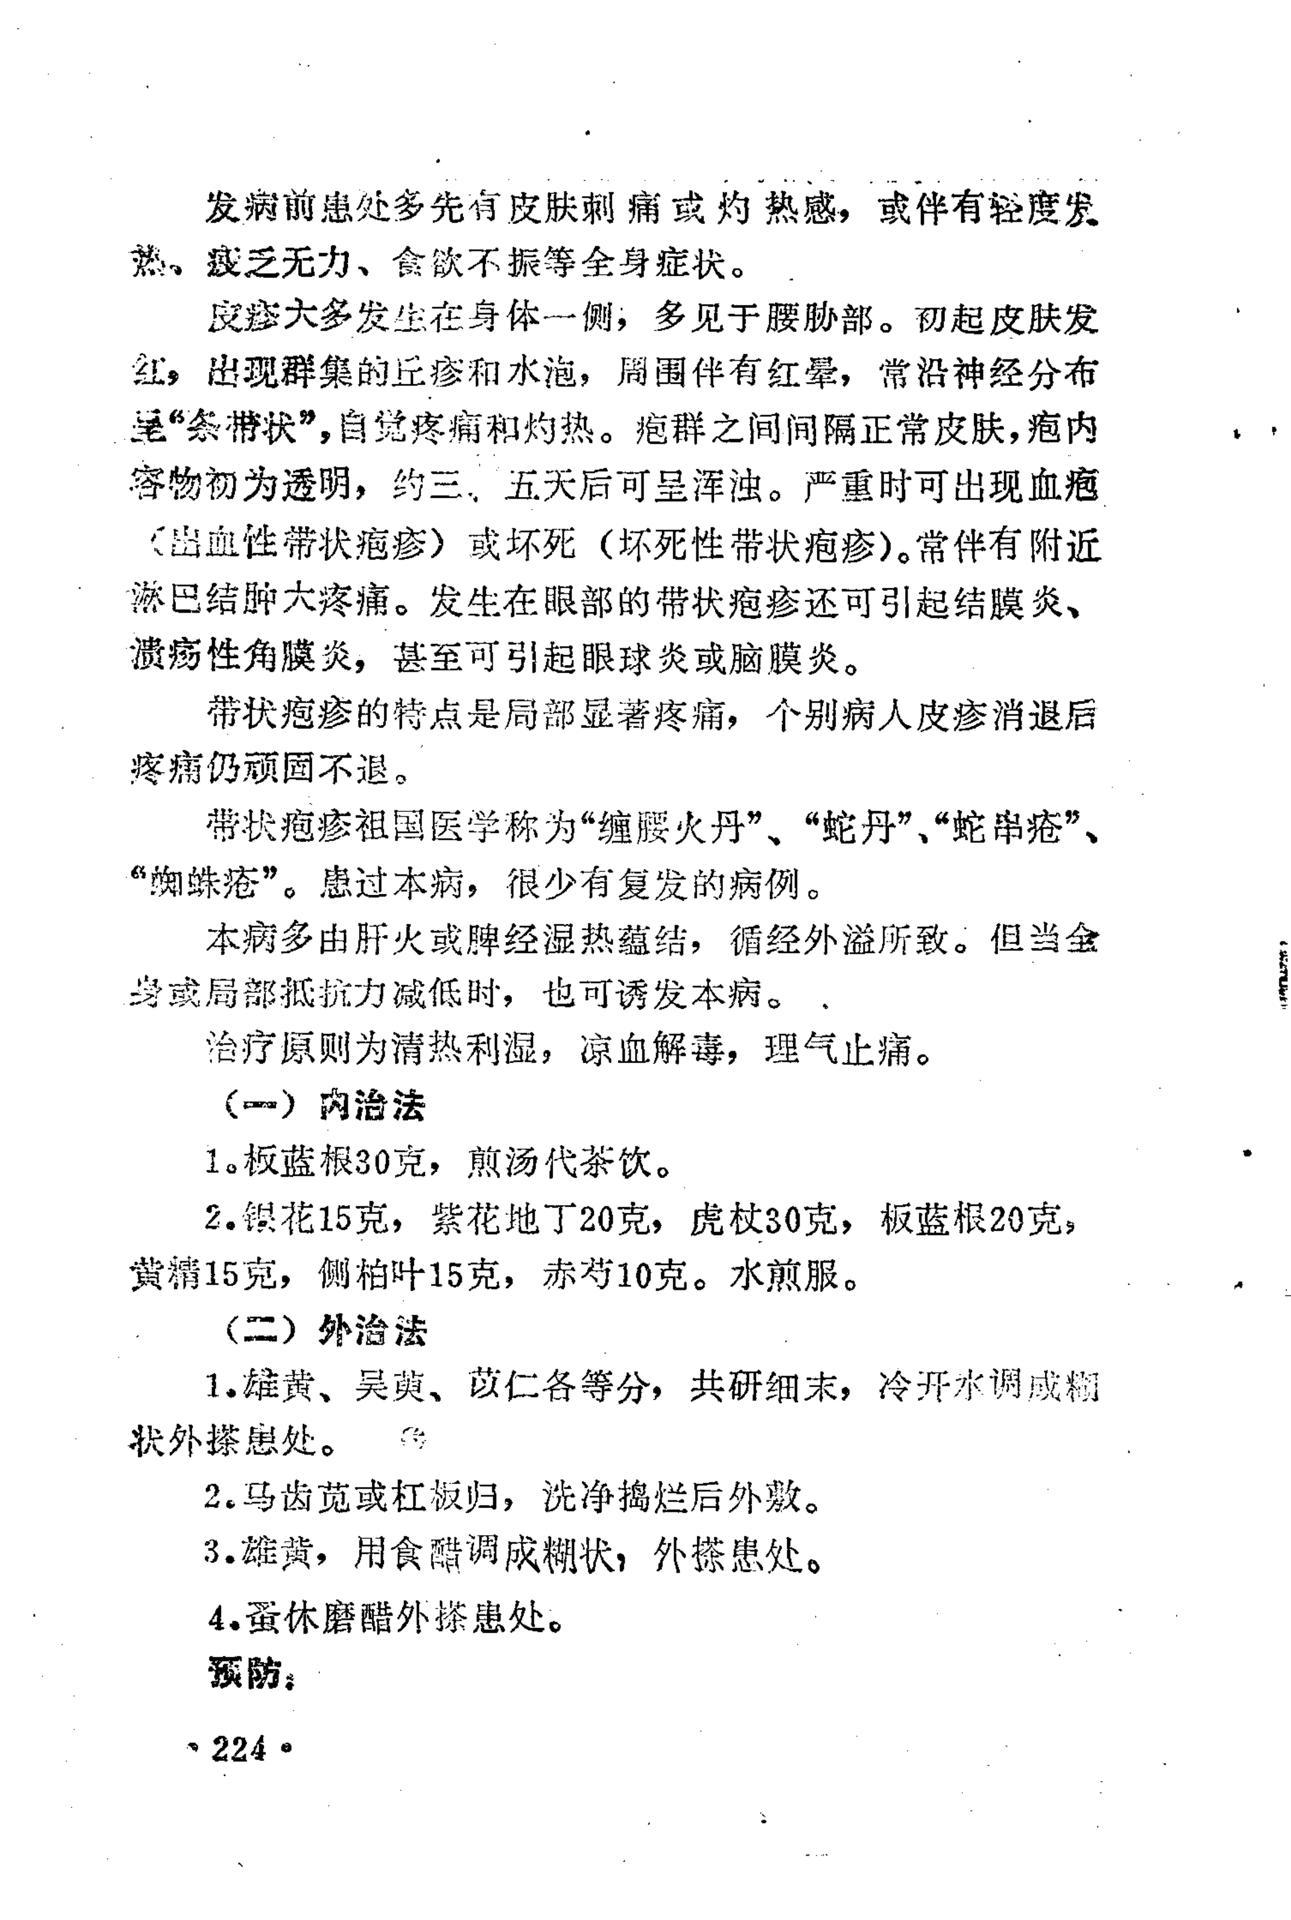 发病前患处多先有皮肤刺痛或灼热感，或伴有轻度发
热、疲乏无力、食欲不振等全身症状。
皮疹大多发生在身体一侧，多见于腰胁部。初起皮肤发
红，出现群集的丘疹和水泡，周围伴有红晕，常沿神经分布
呈“条带状”，自觉疼痛和灼热。疱群之间间隔正常皮肤，疱内
容物初为透明，约三、五天后可呈浑浊。严重时可出现血疱
（出血性带状疱疹）或坏死（坏死性带状疱疹）。常伴有附近
淋巴结肿大疼痛。发生在眼部的带状疱疹还可引起结膜炎、
溃疡性角膜炎，甚至可引起眼球炎或脑膜炎。
带状疱疹的特点是局部显著疼痛，个别病人皮疹消退后
疼痛仍顽固不退。
带状疱疹祖国医学称为“缠腰火丹”、“蛇丹”、“蛇串疮”、
“蜘蛛疮”。患过本病，很少有复发的病例。
本病多由肝火或脾经湿热蕴结，循经外溢所致。但当全
身或局部抵抗力减低时，也可诱发本病。
治疗原则为清热利湿，凉血解毒，理气止痛。
（一）内治法
1。板蓝根30克，煎汤代茶饮。
2.银花15克，紫花地丁20克，虎杖30克，板蓝根20克，
黄精15克，侧柏叶15克，赤芍10克。水煎服。
（二）外治法
1.雄黄、吴萸、苡仁各等分，共研细末，冷开水调成糊
状外搽患处。
2.马齿苋或杠板归，洗净捣烂后外敷。
3.雄黄，用食醋调成糊状，外搽患处。
4.蚤休磨醋外搽患处。
预防：
·224·